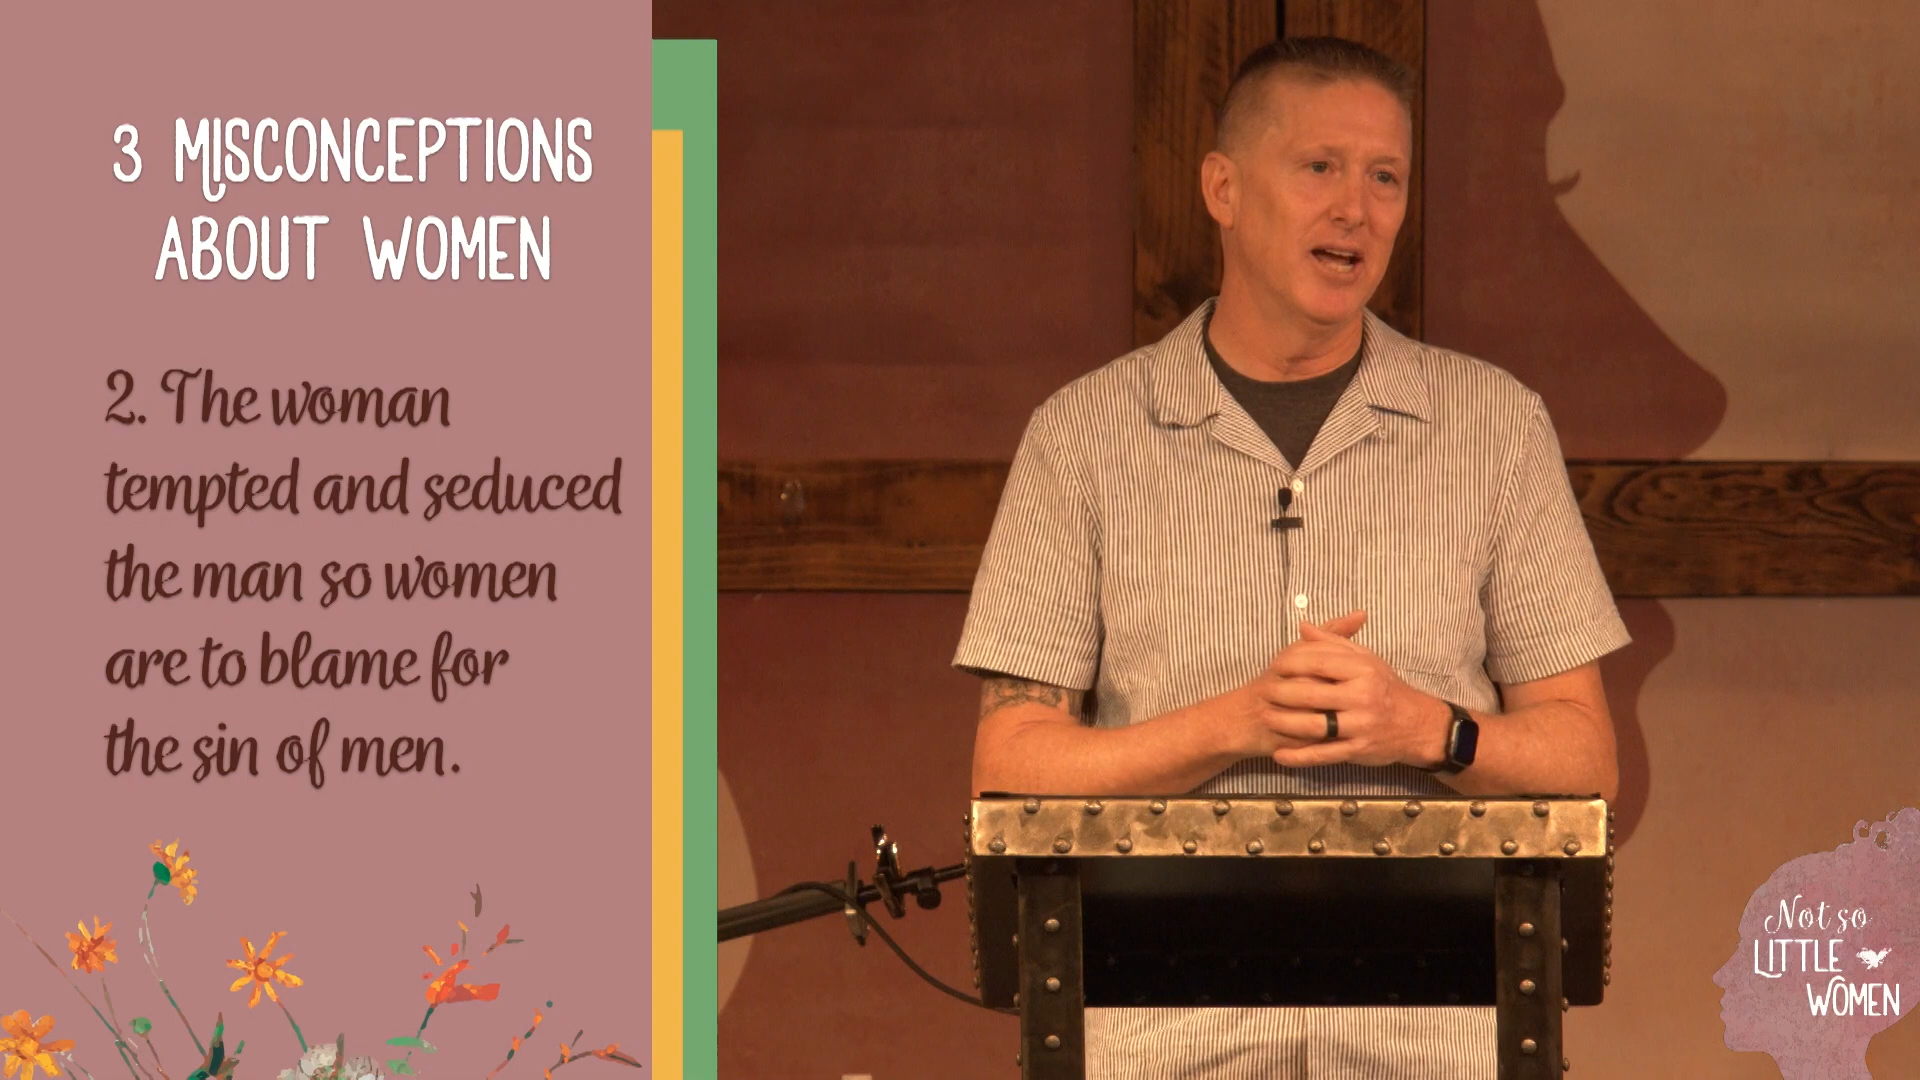 3 MISCONCEPTIONS
ABOUT WOMEN
2. The woman
tempted and seduced
the man so women
are to blame for
the sin of men.
Not so
LITTLE
WOMEN